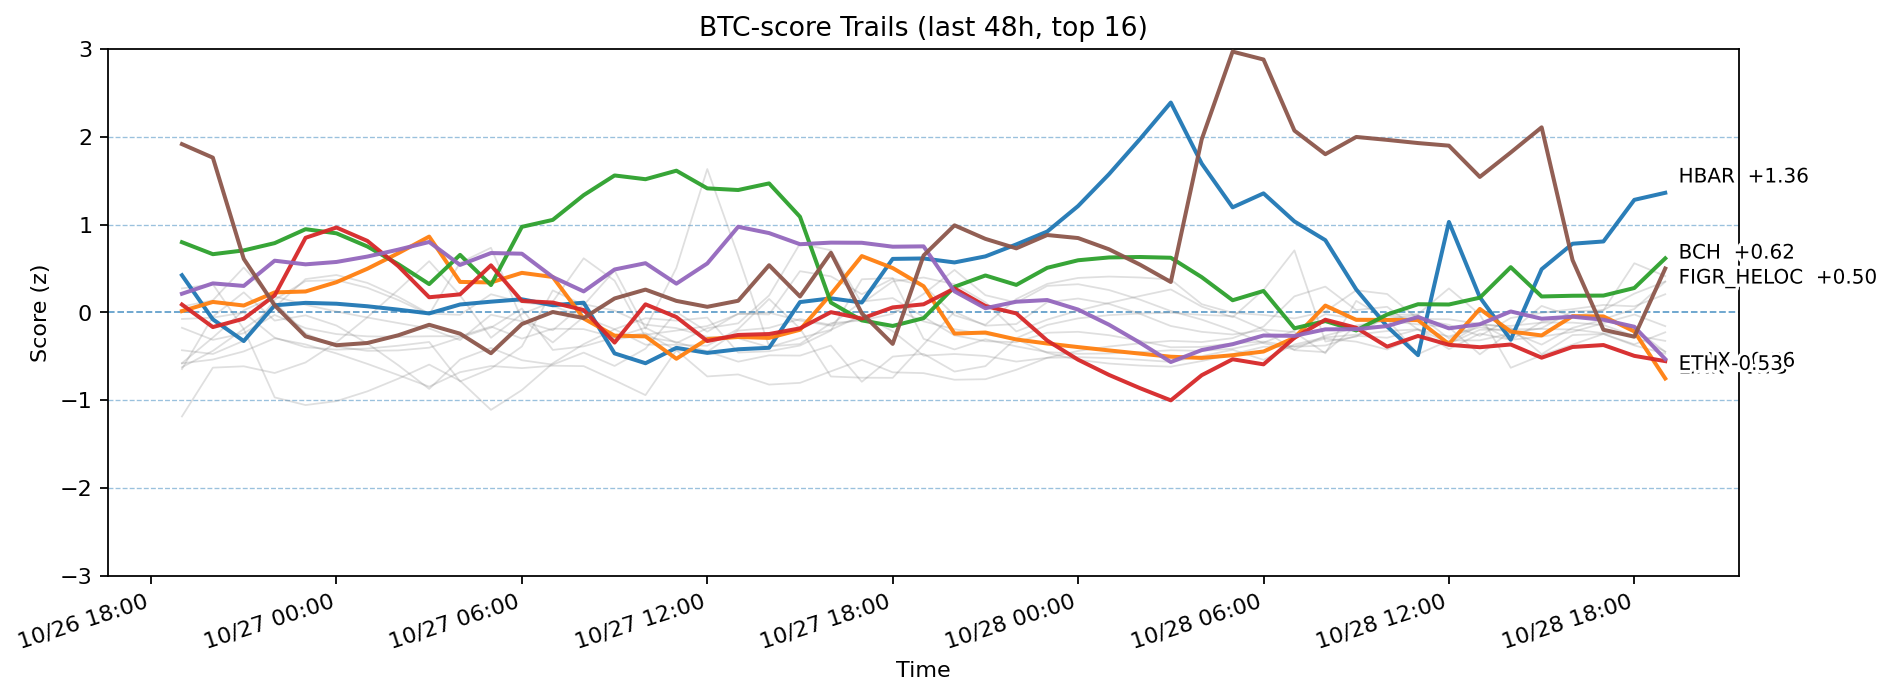 BTC-score Trails (last 48h, top 16)
3
2
1
0
−1
−2
−3
Score (z)
HBAR +1.36
BCH +0.62
FIGR_HELOC +0.50
ETH -0.53
10/26 18:00
10/27 00:00
10/27 06:00
10/27 12:00
10/27 18:00
10/28 00:00
10/28 06:00
10/28 12:00
10/28 18:00
Time